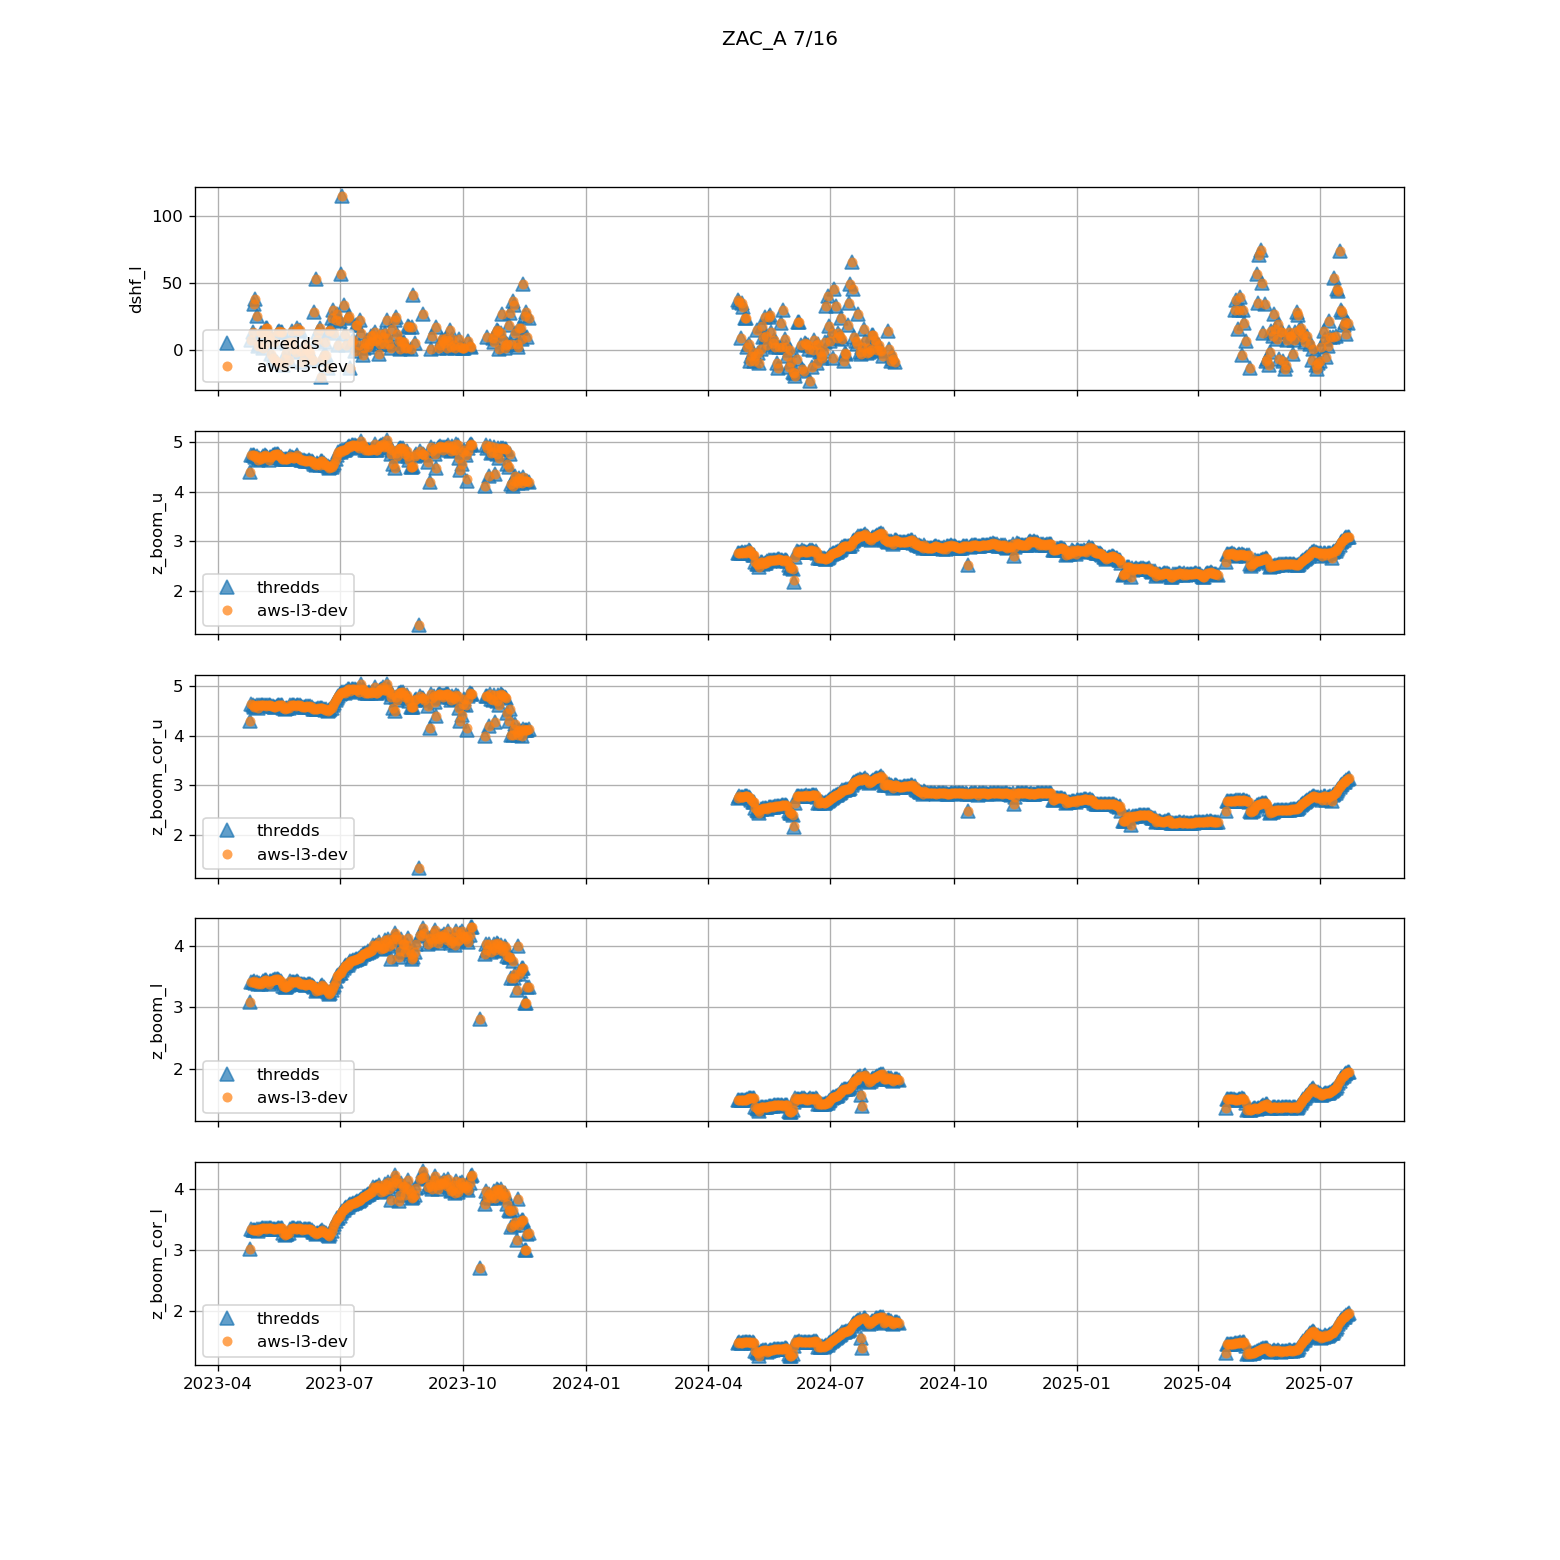 ZAC_A 7/16
dshf_l
100
50
0
thredds
aws-l3-dev
z_boom_u
5
4
3
2
thredds
aws-l3-dev
z_boom_cor_u
5
4
3
2
thredds
aws-l3-dev
z_boom_l
4
3
2
thredds
aws-l3-dev
z_boom_cor_l
4
3
2
thredds
aws-l3-dev
2023-04 2023-07 2023-10 2024-01 2024-04 2024-07 2024-10 2025-01 2025-04 2025-07